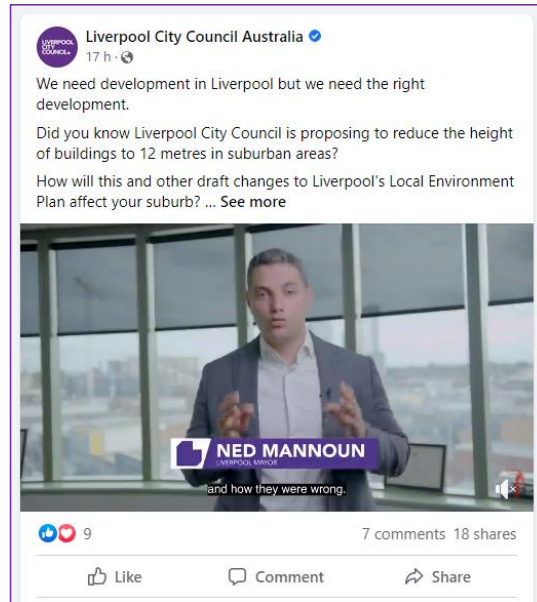 LIVERPOOL
CITY
COUNCIL
Liverpool City Council Australia
17 h ·
We need development in Liverpool but we need the right
development.
Did you know Liverpool City Council is proposing to reduce the height
of buildings to 12 metres in suburban areas?
How will this and other draft changes to Liverpool's Local Environment
Plan affect your suburb? ... See more
NED MANNOUN
LIVERPOOL MAYOR
and how they were wrong.
9 7 comments 18 shares
Like Comment Share